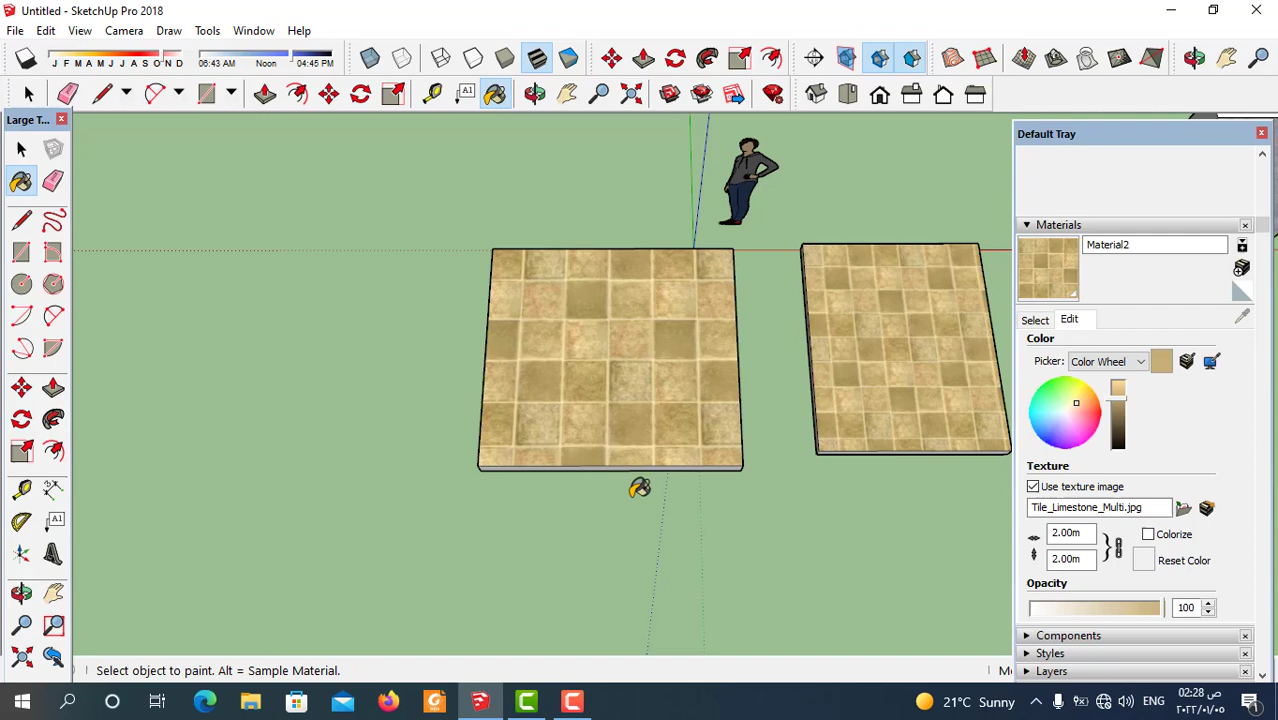 Untitled - SketchUp Pro 2018
File Edit View Camera Draw Tools Window Help
J F M A M J J A S O N D
06:43 AM Noon 04:45 PM
Large T...
Default Tray
Materials
Material2
Select Edit
Color
Picker: Color Wheel
Texture
Use texture image
Tile_Limestone_Multi.jpg
2.00m
Colorize
2.00m
Reset Color
Opacity
100
Components
Styles
Layers
Select object to paint. Alt = Sample Material.
21°C Sunny
ENG
02:28 ص
٢٠٢٢/٠١/٠٥